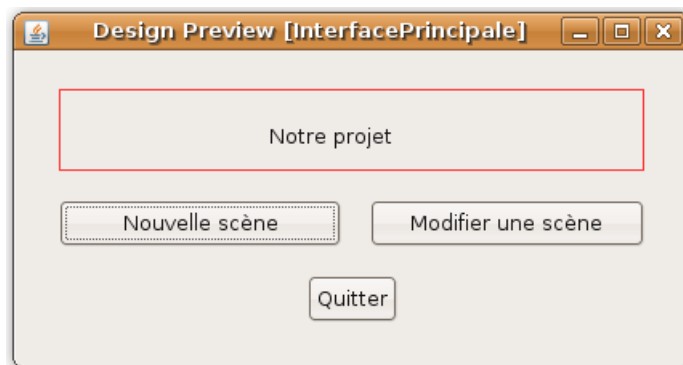 Design Preview [InterfacePrincipale]
Notre projet
Nouvelle scène
Modifier une scène
Quitter